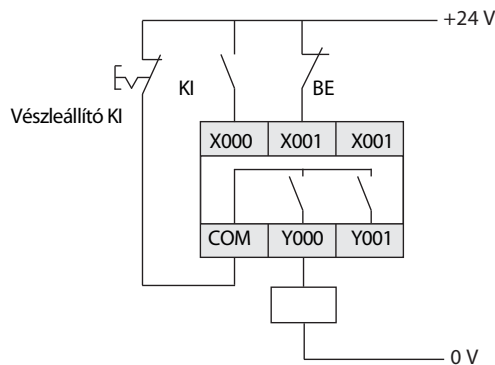 +24 V
KI
BE
Vészleállító KI
X000 X001 X001
COM Y000 Y001
0 V